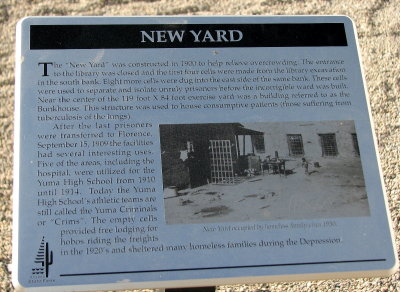 NEW YARD
The "New Yard" was constructed in 1900 to help relieve overcrowding. The entrance
to the library was closed and the first four cells were made from the library excavation
in the south bank. Eight more cells were dug into the east side of the same bank. These cells
were used to separate and isolate unruly prisoners before the incorrigible ward was built.
Near the center of the 119 foot X 84 foot exercise yard was a building referred to as the
Bunkhouse. This structure was used to house consumptive patients (those suffering from
tuberculosis of the lungs).
After the last prisoners
were transferred to Florence,
September 15, 1909 the facilities
had several interesting uses.
Five of the areas, including the
hospital, were utilized for the
Yuma High School from 1910
until 1914. Today the Yuma
High School's athletic teams are
still called the Yuma Criminals
or "Crims". The empty cells
provided free lodging for
hobos riding the freights
in the 1920's and sheltered many homeless families during the Depression.
New Yard occupied by homeless family circa 1930.